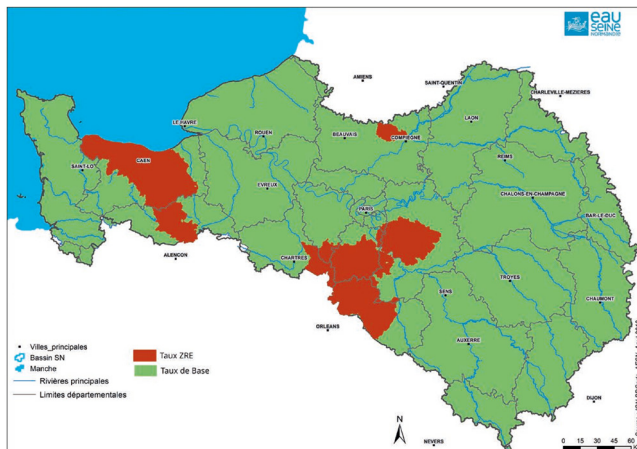 eau
SEINE
NORMANDIE
AMIENS
SAINT-QUENTIN
CHARLEVILLE-MEZIERES
LAON
LE HAVRE
ROUEN
BEAUVAIS
COMPIEGNE
REIMS
CAEN
SAINT-LO
EVREUX
CHALONS-EN-CHAMPAGNE
PARIS
BAR-LE-DUC
ALENCON
CHARTRES
TROYES
SENS
CHAUMONT
ORLEANS
AUXERRE
DIJON
NEVERS
Villes_principales
Bassin SN
Manche
Rivières principales
Limites départementales
Taux ZRE
Taux de Base
N
0 15 30 45 60